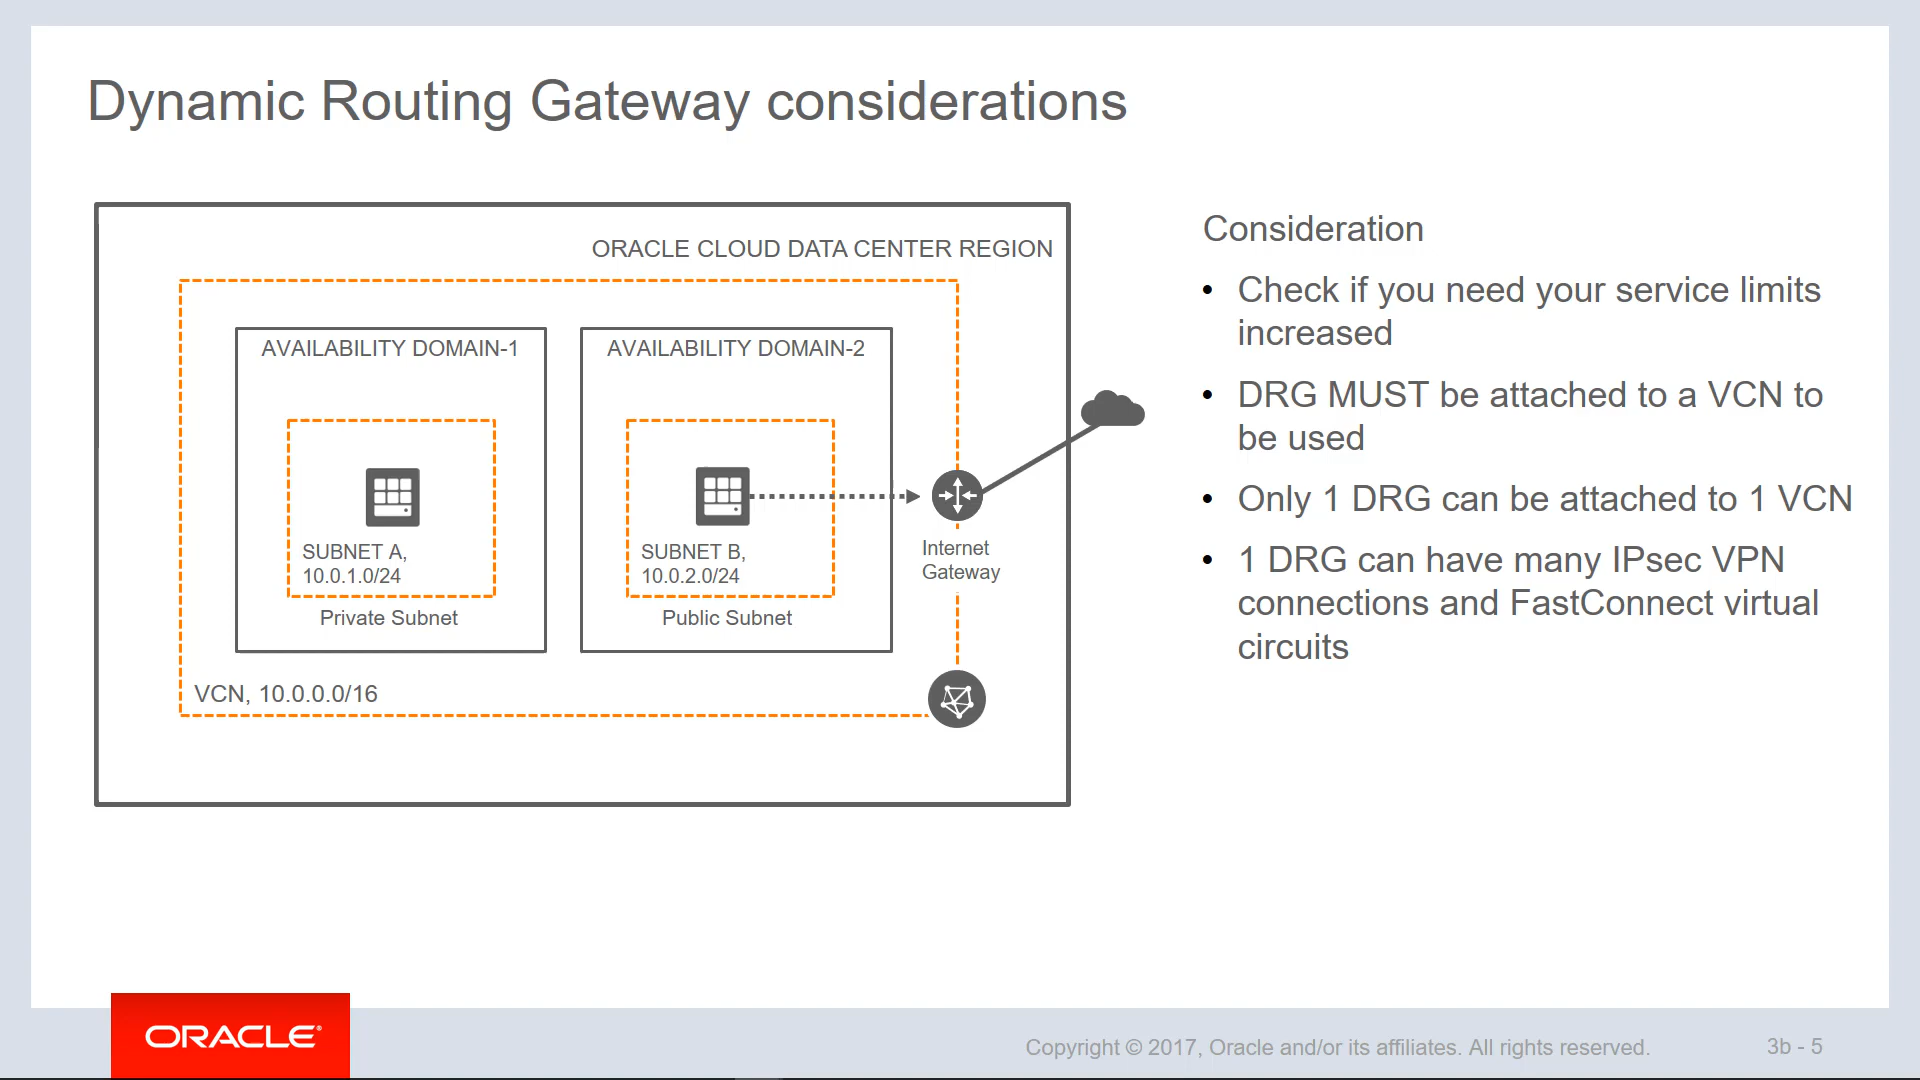 Dynamic Routing Gateway considerations
ORACLE CLOUD DATA CENTER REGION
AVAILABILITY DOMAIN-1
SUBNET A,
10.0.1.0/24
Private Subnet
AVAILABILITY DOMAIN-2
SUBNET B,
10.0.2.0/24
Public Subnet
Internet
Gateway
VCN, 10.0.0.0/16
Consideration
• Check if you need your service limits
increased
• DRG MUST be attached to a VCN to
be used
• Only 1 DRG can be attached to 1 VCN
• 1 DRG can have many IPsec VPN
connections and FastConnect virtual
circuits
ORACLE®
Copyright © 2017, Oracle and/or its affiliates. All rights reserved.
3b - 5